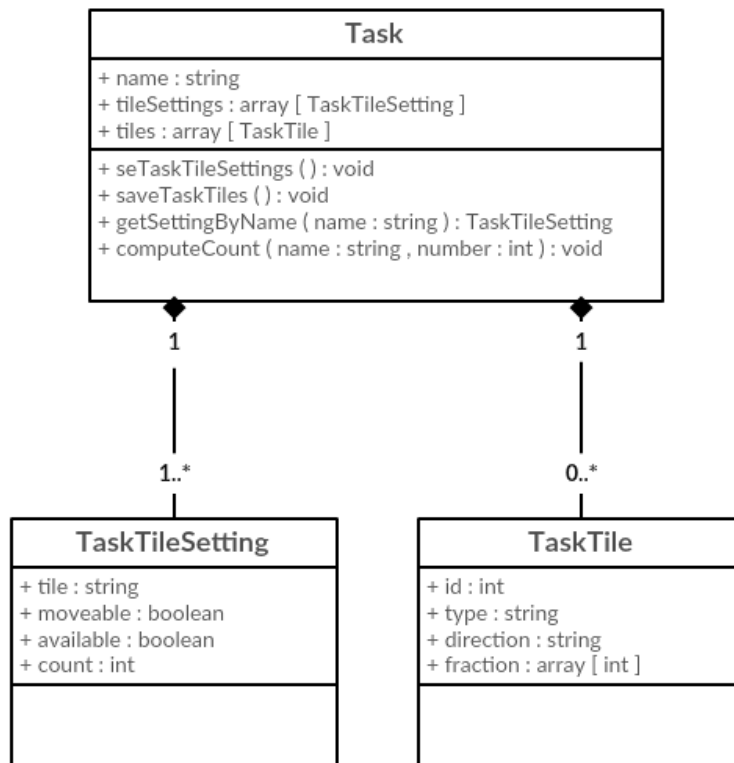 Task
+ name : string
+ tileSettings : array [ TaskTileSetting ]
+ tiles : array [ TaskTile ]
+ seTaskTileSettings ( ) : void
+ saveTaskTiles ( ) : void
+ getSettingByName ( name : string ) : TaskTileSetting
+ computeCount ( name : string , number : int ) : void
1
1
1..*
0..*
TaskTileSetting
+ tile : string
+ moveable : boolean
+ available : boolean
+ count : int
TaskTile
+ id : int
+ type : string
+ direction : string
+ fraction : array [ int ]